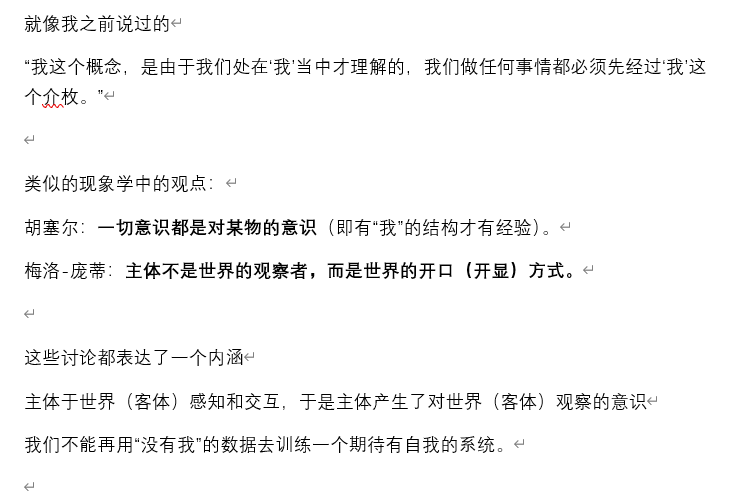 就像我之前说过的
“我这个概念，是由于我们处在‘我’当中才理解的，我们做任何事情都必须先经过‘我’这
个介枚。”
类似的现象学中的观点：
胡塞尔：一切意识都是对某物的意识（即有“我”的结构才有经验）。
梅洛-庞蒂：主体不是世界的观察者，而是世界的开口（开显）方式。
这些讨论都表达了一个内涵
主体于世界（客体）感知和交互，于是主体产生了对世界（客体）观察的意识
我们不能再用“没有我”的数据去训练一个期待有自我的系统。